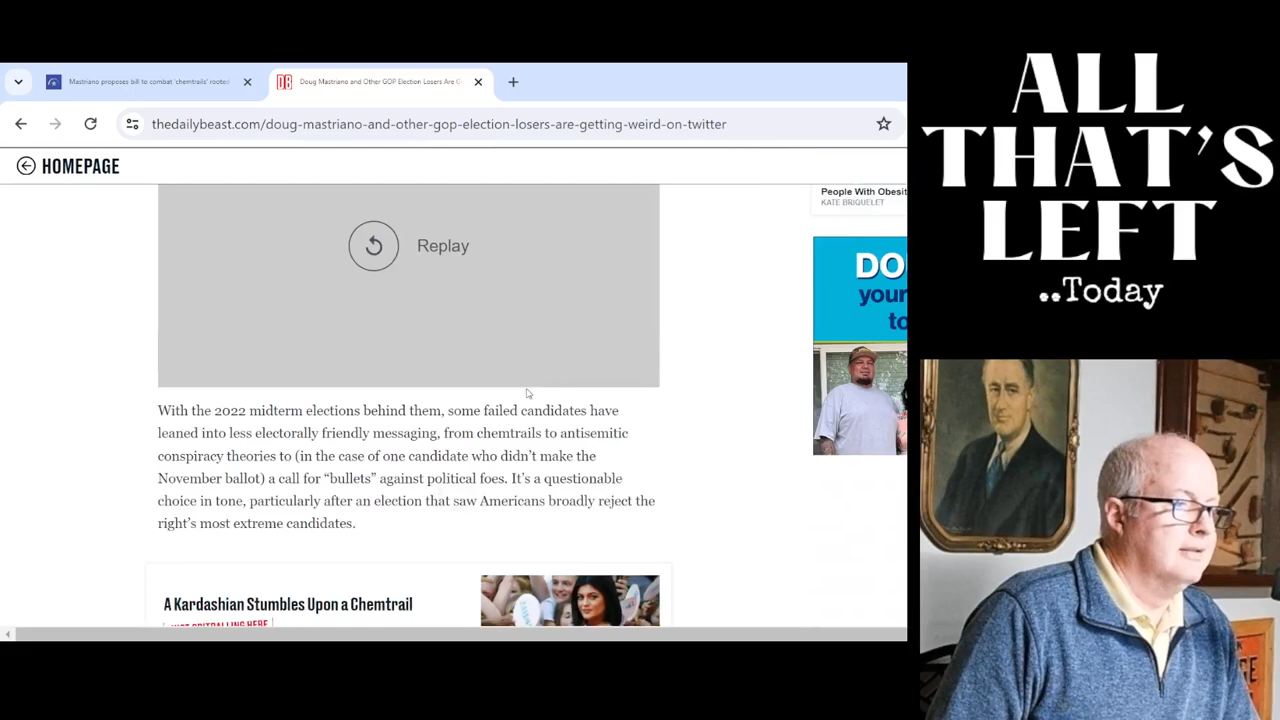 Mastriano proposes bill to combat 'chemtrails' rooted
Doug Mastriano and Other GOP Election Losers Are G
thedailybeast.com/doug-mastriano-and-other-gop-election-losers-are-getting-weird-on-twitter
HOMEPAGE
Replay
With the 2022 midterm elections behind them, some failed candidates have
leaned into less electorally friendly messaging, from chemtrails to antisemitic
conspiracy theories to (in the case of one candidate who didn't make the
November ballot) a call for “bullets” against political foes. It's a questionable
choice in tone, particularly after an election that saw Americans broadly reject the
right's most extreme candidates.
A Kardashian Stumbles Upon a Chemtrail
People With Obesit
KATE BRIQUELET
DO
your
to
ALL
THAT'S
LEFT
..Today